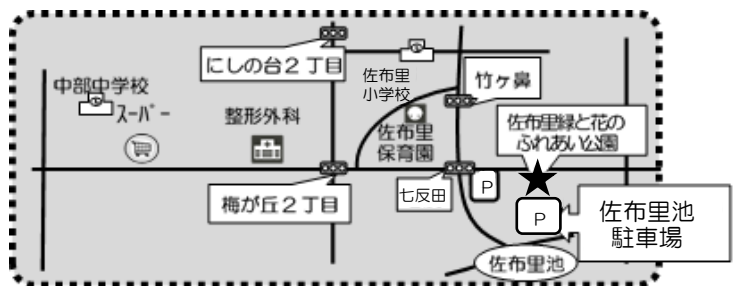 にしの台2丁目
佐布里
小学校
竹ヶ鼻
中部中学校
スーパー
整形外科
佐布里
保育園
佐布里緑と花の
ふれあい公園
梅が丘2丁目
七反田
P
P
佐布里池
駐車場
佐布里池